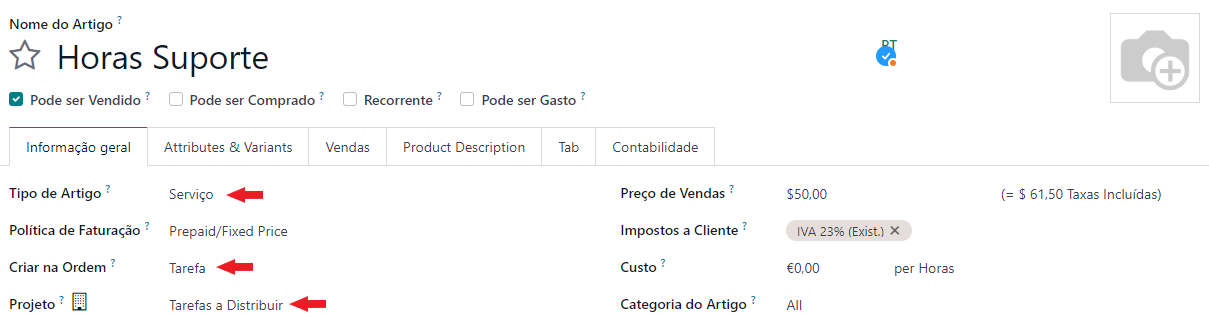 Nome do Artigo ?
Horas Suporte
PT
Pode ser Vendido ? Pode ser Comprado ? Recorrente ? Pode ser Gasto ?
Informação geral Attributes & Variants Vendas Product Description Tab Contabilidade
Tipo de Artigo ? Serviço Preço de Vendas ? $50,00 (= $ 61,50 Taxas Incluídas)
Política de Faturação ? Prepaid/Fixed Price Impostos a Cliente ? IVA 23% (Exist.) ✕
Criar na Ordem ? Tarefa Custo ? €0,00 per Horas
Projeto ? Tarefas a Distribuir Categoria do Artigo ? All